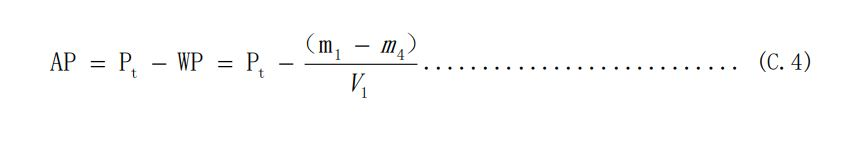 AP = P_t − WP = P_t − (m_1 − m_4) / V_1 ........................... (C.4)